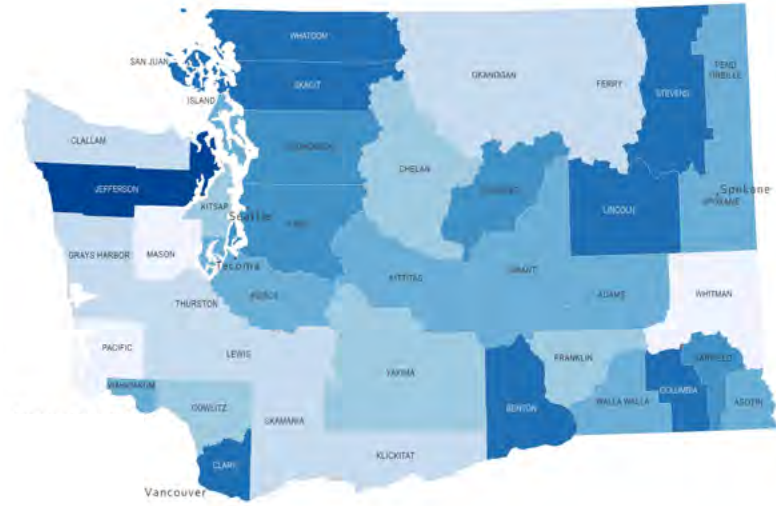 WHATCOM
SAN JUAN
SKAGIT
OKANOGAN
FERRY
STEVENS
PEND
OREILLE
ISLAND
CLALLAM
SNOHOMISH
CHELAN
DOUGLAS
JEFFERSON
KITSAP
Seattle
KING
LINCOLN
Spokane
SPOKANE
GRAYS HARBOR
MASON
Tacoma
KITTITAS
GRANT
ADAMS
WHITMAN
THURSTON
PIERCE
PACIFIC
LEWIS
YAKIMA
FRANKLIN
GARFIELD
WAHKIAKUM
COWLITZ
SKAMANIA
BENTON
WALLA WALLA
COLUMBIA
ASOTIN
CLARK
KLICKITAT
Vancouver